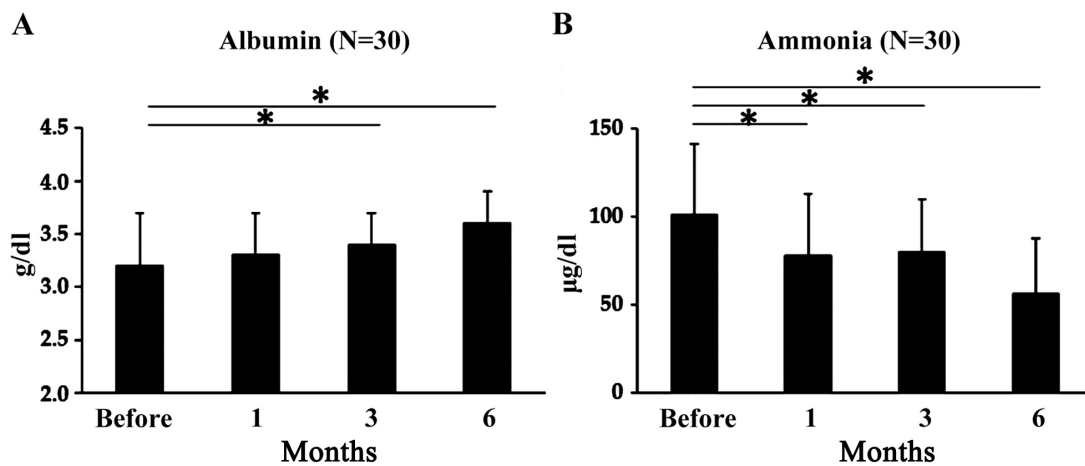 A
Albumin (N=30)
*
*
4.5
4.0
3.5
3.0
2.5
2.0
g/dl
Before 1 3 6
Months
B
Ammonia (N=30)
*
*
*
150
100
50
0
µg/dl
Before 1 3 6
Months